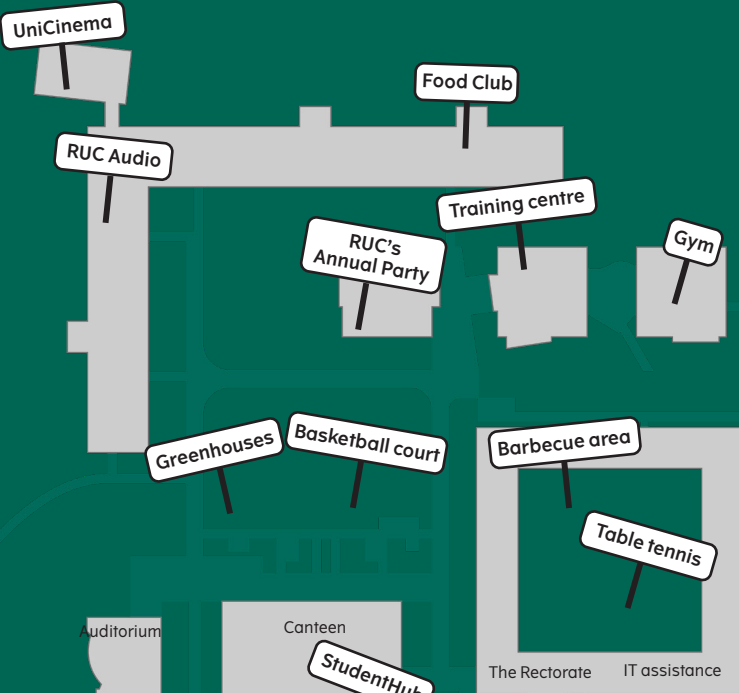 UniCinema
Food Club
RUC Audio
Training centre
RUC’s
Annual Party
Gym
Greenhouses
Basketball court
Barbecue area
Table tennis
Auditorium
Canteen
StudentHub
The Rectorate
IT assistance